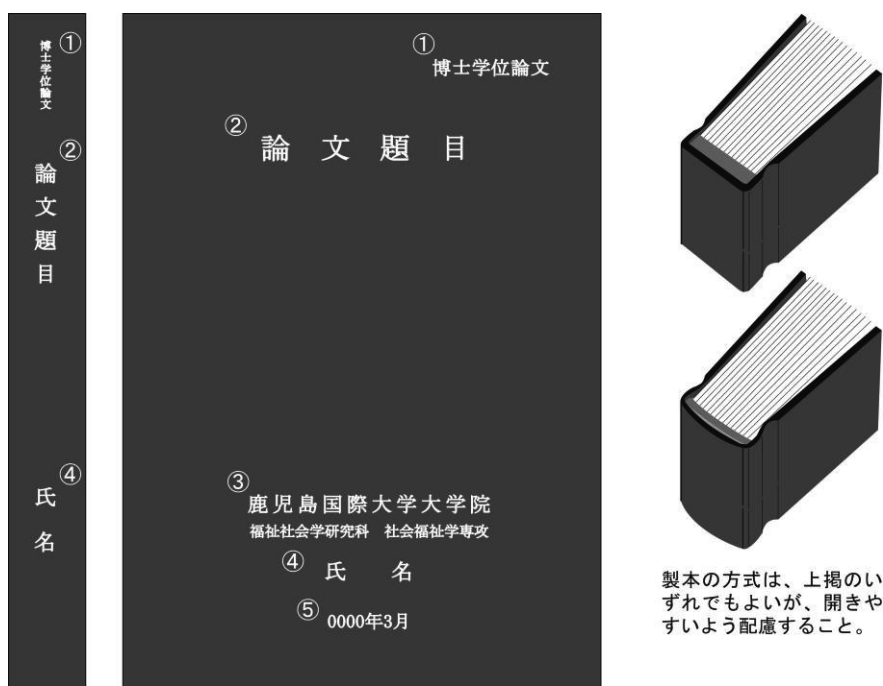 ①
博士学位論文
②
論文題目
④
氏名
①
博士学位論文
②
論文題目
③
鹿児島国際大学大学院
福祉社会学研究科 社会福祉学専攻
④
氏名
⑤
0000年3月
製本の方式は、上掲のい
ずれでもよいが、開きや
すいよう配慮すること。